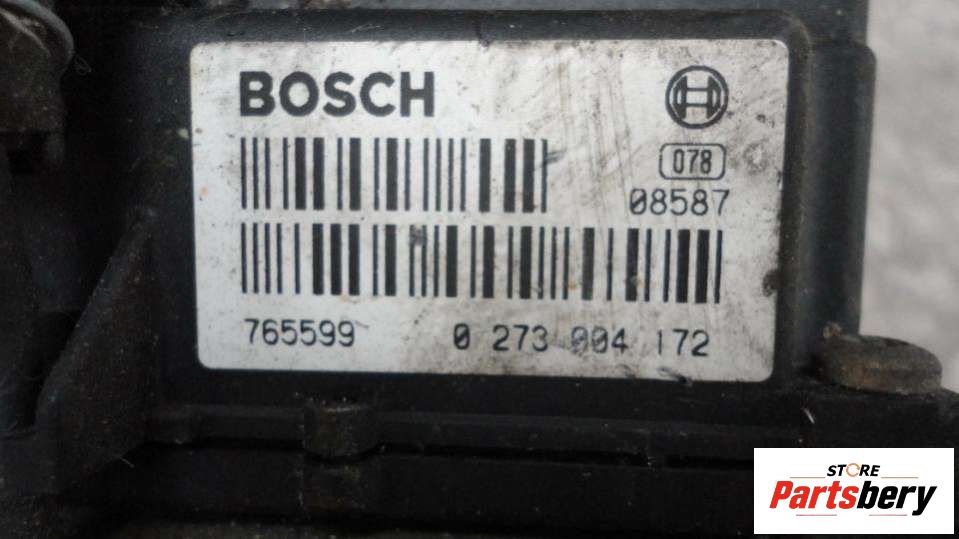 BOSCH
078
08587
765599 0 273 004 172
STORE
Partsbery